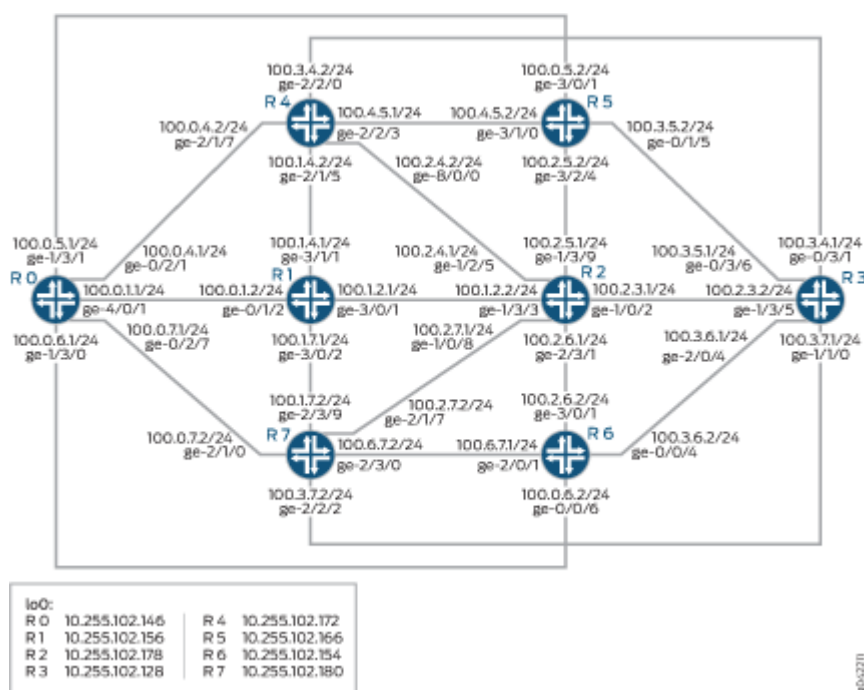 100.3.4.2/24
ge-2/2/0
100.0.5.2/24
ge-3/0/1
R 4
R 5
100.0.4.2/24
ge-2/1/7
100.4.5.1/24
ge-2/2/3
100.4.5.2/24
ge-3/1/0
100.3.5.2/24
ge-0/1/5
100.1.4.2/24
ge-2/1/5
100.2.4.2/24
ge-8/0/0
100.2.5.2/24
ge-3/2/4
100.0.5.1/24
ge-1/3/1
100.0.4.1/24
ge-0/2/1
100.1.4.1/24
ge-3/1/1
100.2.4.1/24
ge-1/2/5
100.2.5.1/24
ge-1/3/9
100.3.5.1/24
ge-0/3/6
100.3.4.1/24
ge-0/3/1
R 0
R 1
R 2
R 3
100.0.1.1/24
ge-4/0/1
100.0.1.2/24
ge-0/1/2
100.1.2.1/24
ge-3/0/1
100.1.2.2/24
ge-1/3/3
100.2.3.1/24
ge-1/0/2
100.2.3.2/24
ge-1/3/5
100.0.6.1/24
ge-1/3/0
100.0.7.1/24
ge-0/2/7
100.1.7.1/24
ge-3/0/2
100.2.7.1/24
ge-1/0/8
100.2.6.1/24
ge-2/3/1
100.3.6.1/24
ge-2/0/4
100.3.7.1/24
ge-1/1/0
100.1.7.2/24
ge-2/3/9
100.2.7.2/24
ge-2/1/7
100.2.6.2/24
ge-3/0/1
R 7
R 6
100.0.7.2/24
ge-2/1/0
100.6.7.2/24
ge-2/3/0
100.6.7.1/24
ge-2/0/1
100.3.6.2/24
ge-0/0/4
100.3.7.2/24
ge-2/2/2
100.0.6.2/24
ge-0/0/6
lo0:
R 0 10.255.102.146
R 1 10.255.102.156
R 2 10.255.102.178
R 3 10.255.102.128
R 4 10.255.102.172
R 5 10.255.102.166
R 6 10.255.102.154
R 7 10.255.102.180